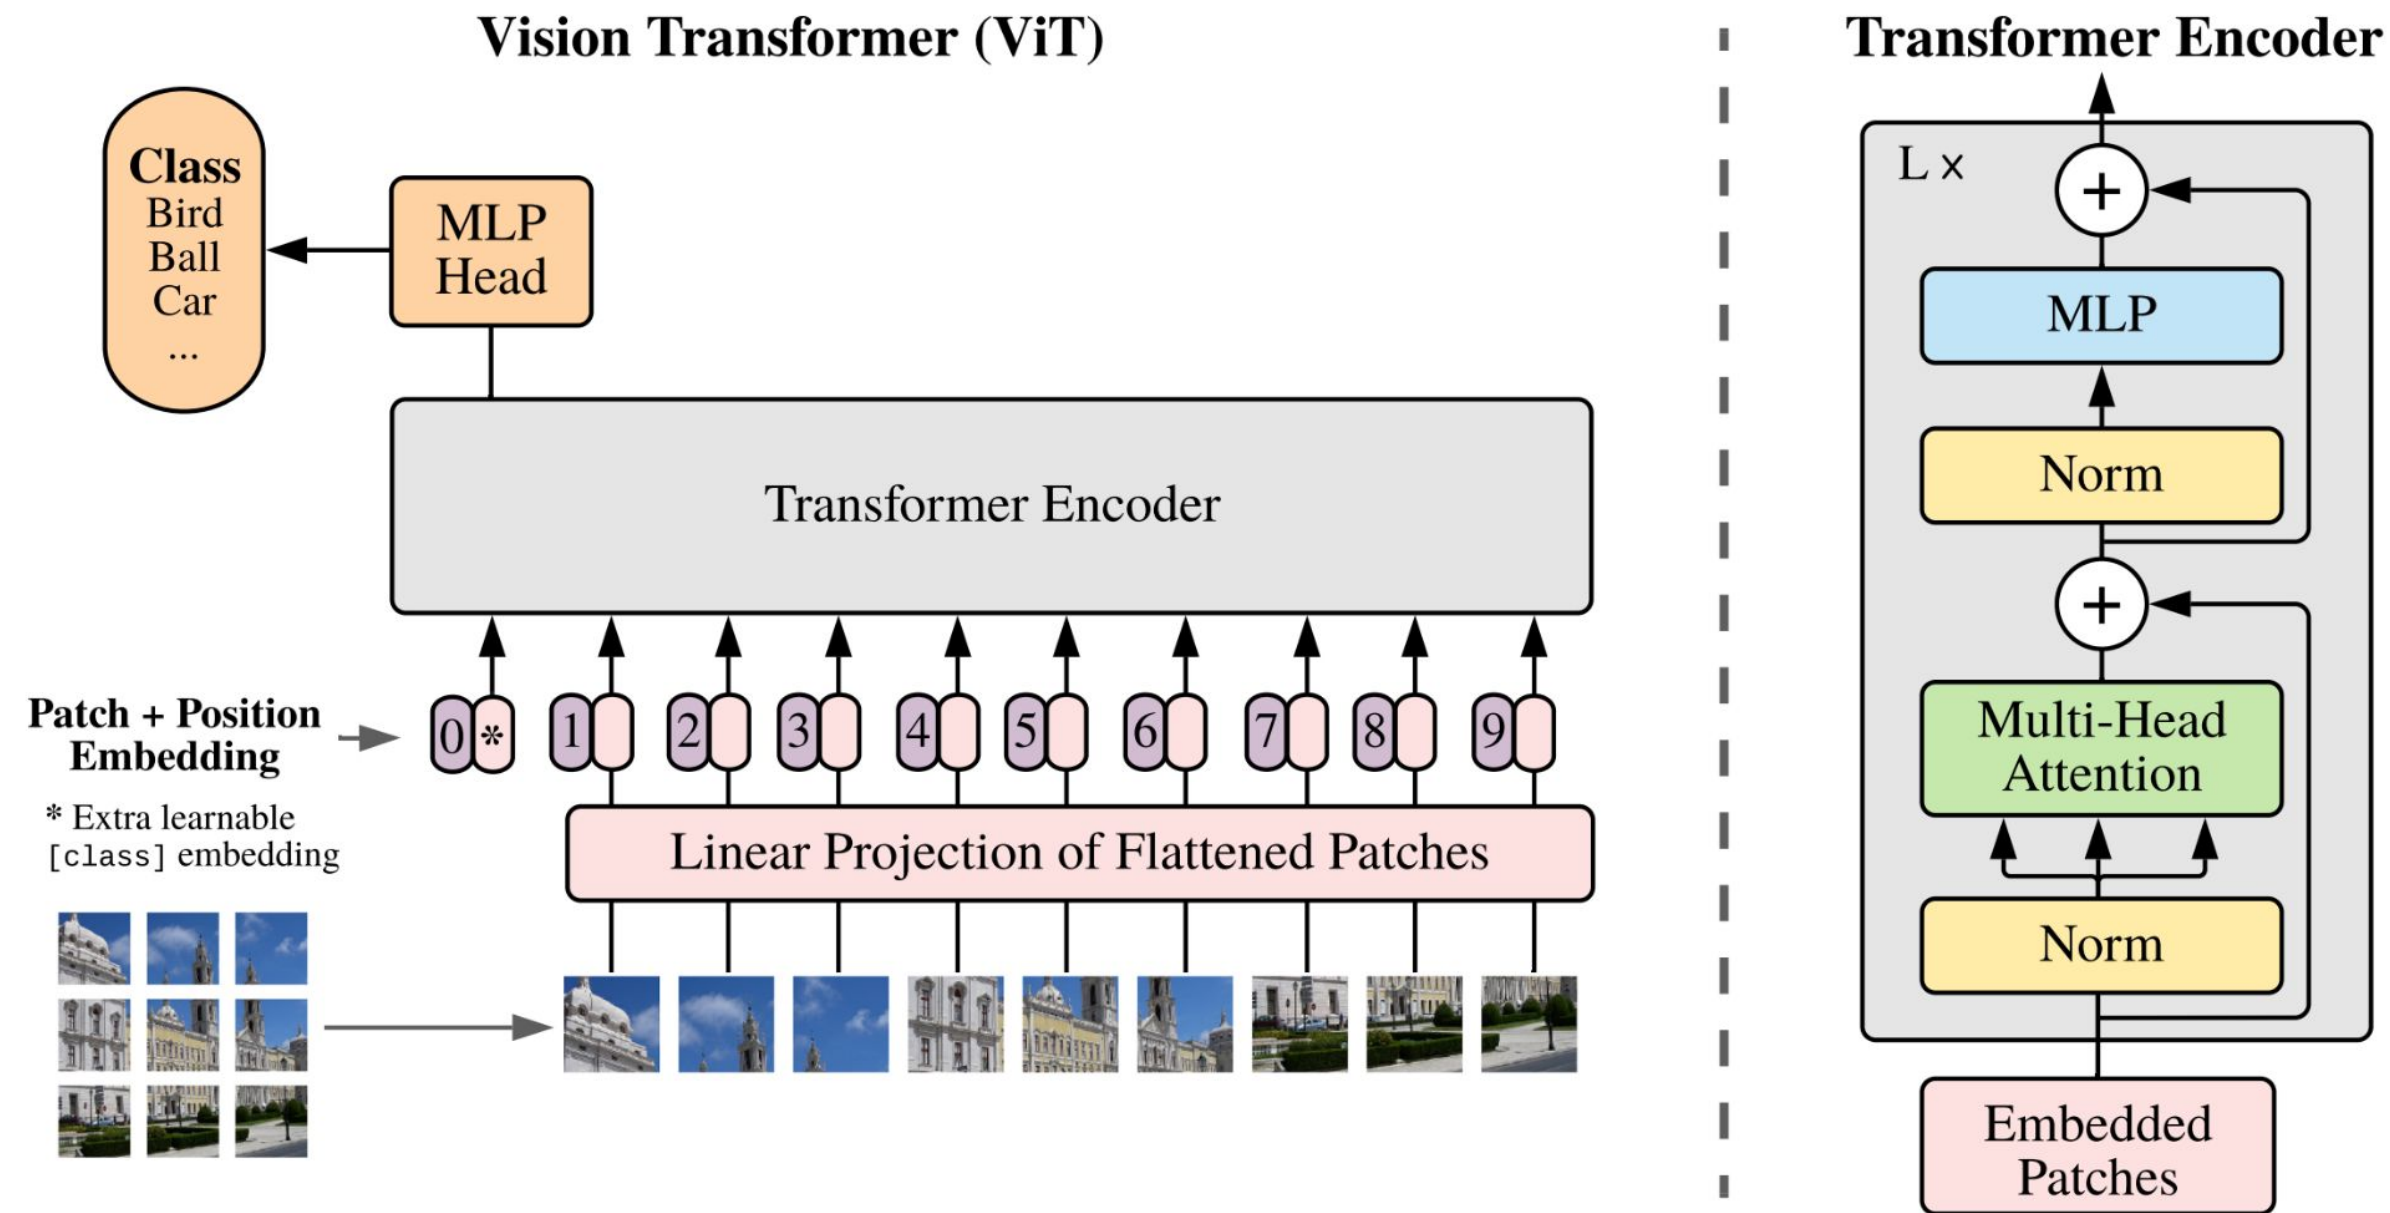 Vision Transformer (ViT)
Class
Bird
Ball
Car
...
MLP
Head
Transformer Encoder
Patch + Position
Embedding
0 * 1 2 3 4 5 6 7 8 9
* Extra learnable
[class] embedding
Linear Projection of Flattened Patches
Transformer Encoder
L x
+
MLP
Norm
+
Multi-Head
Attention
Norm
Embedded
Patches